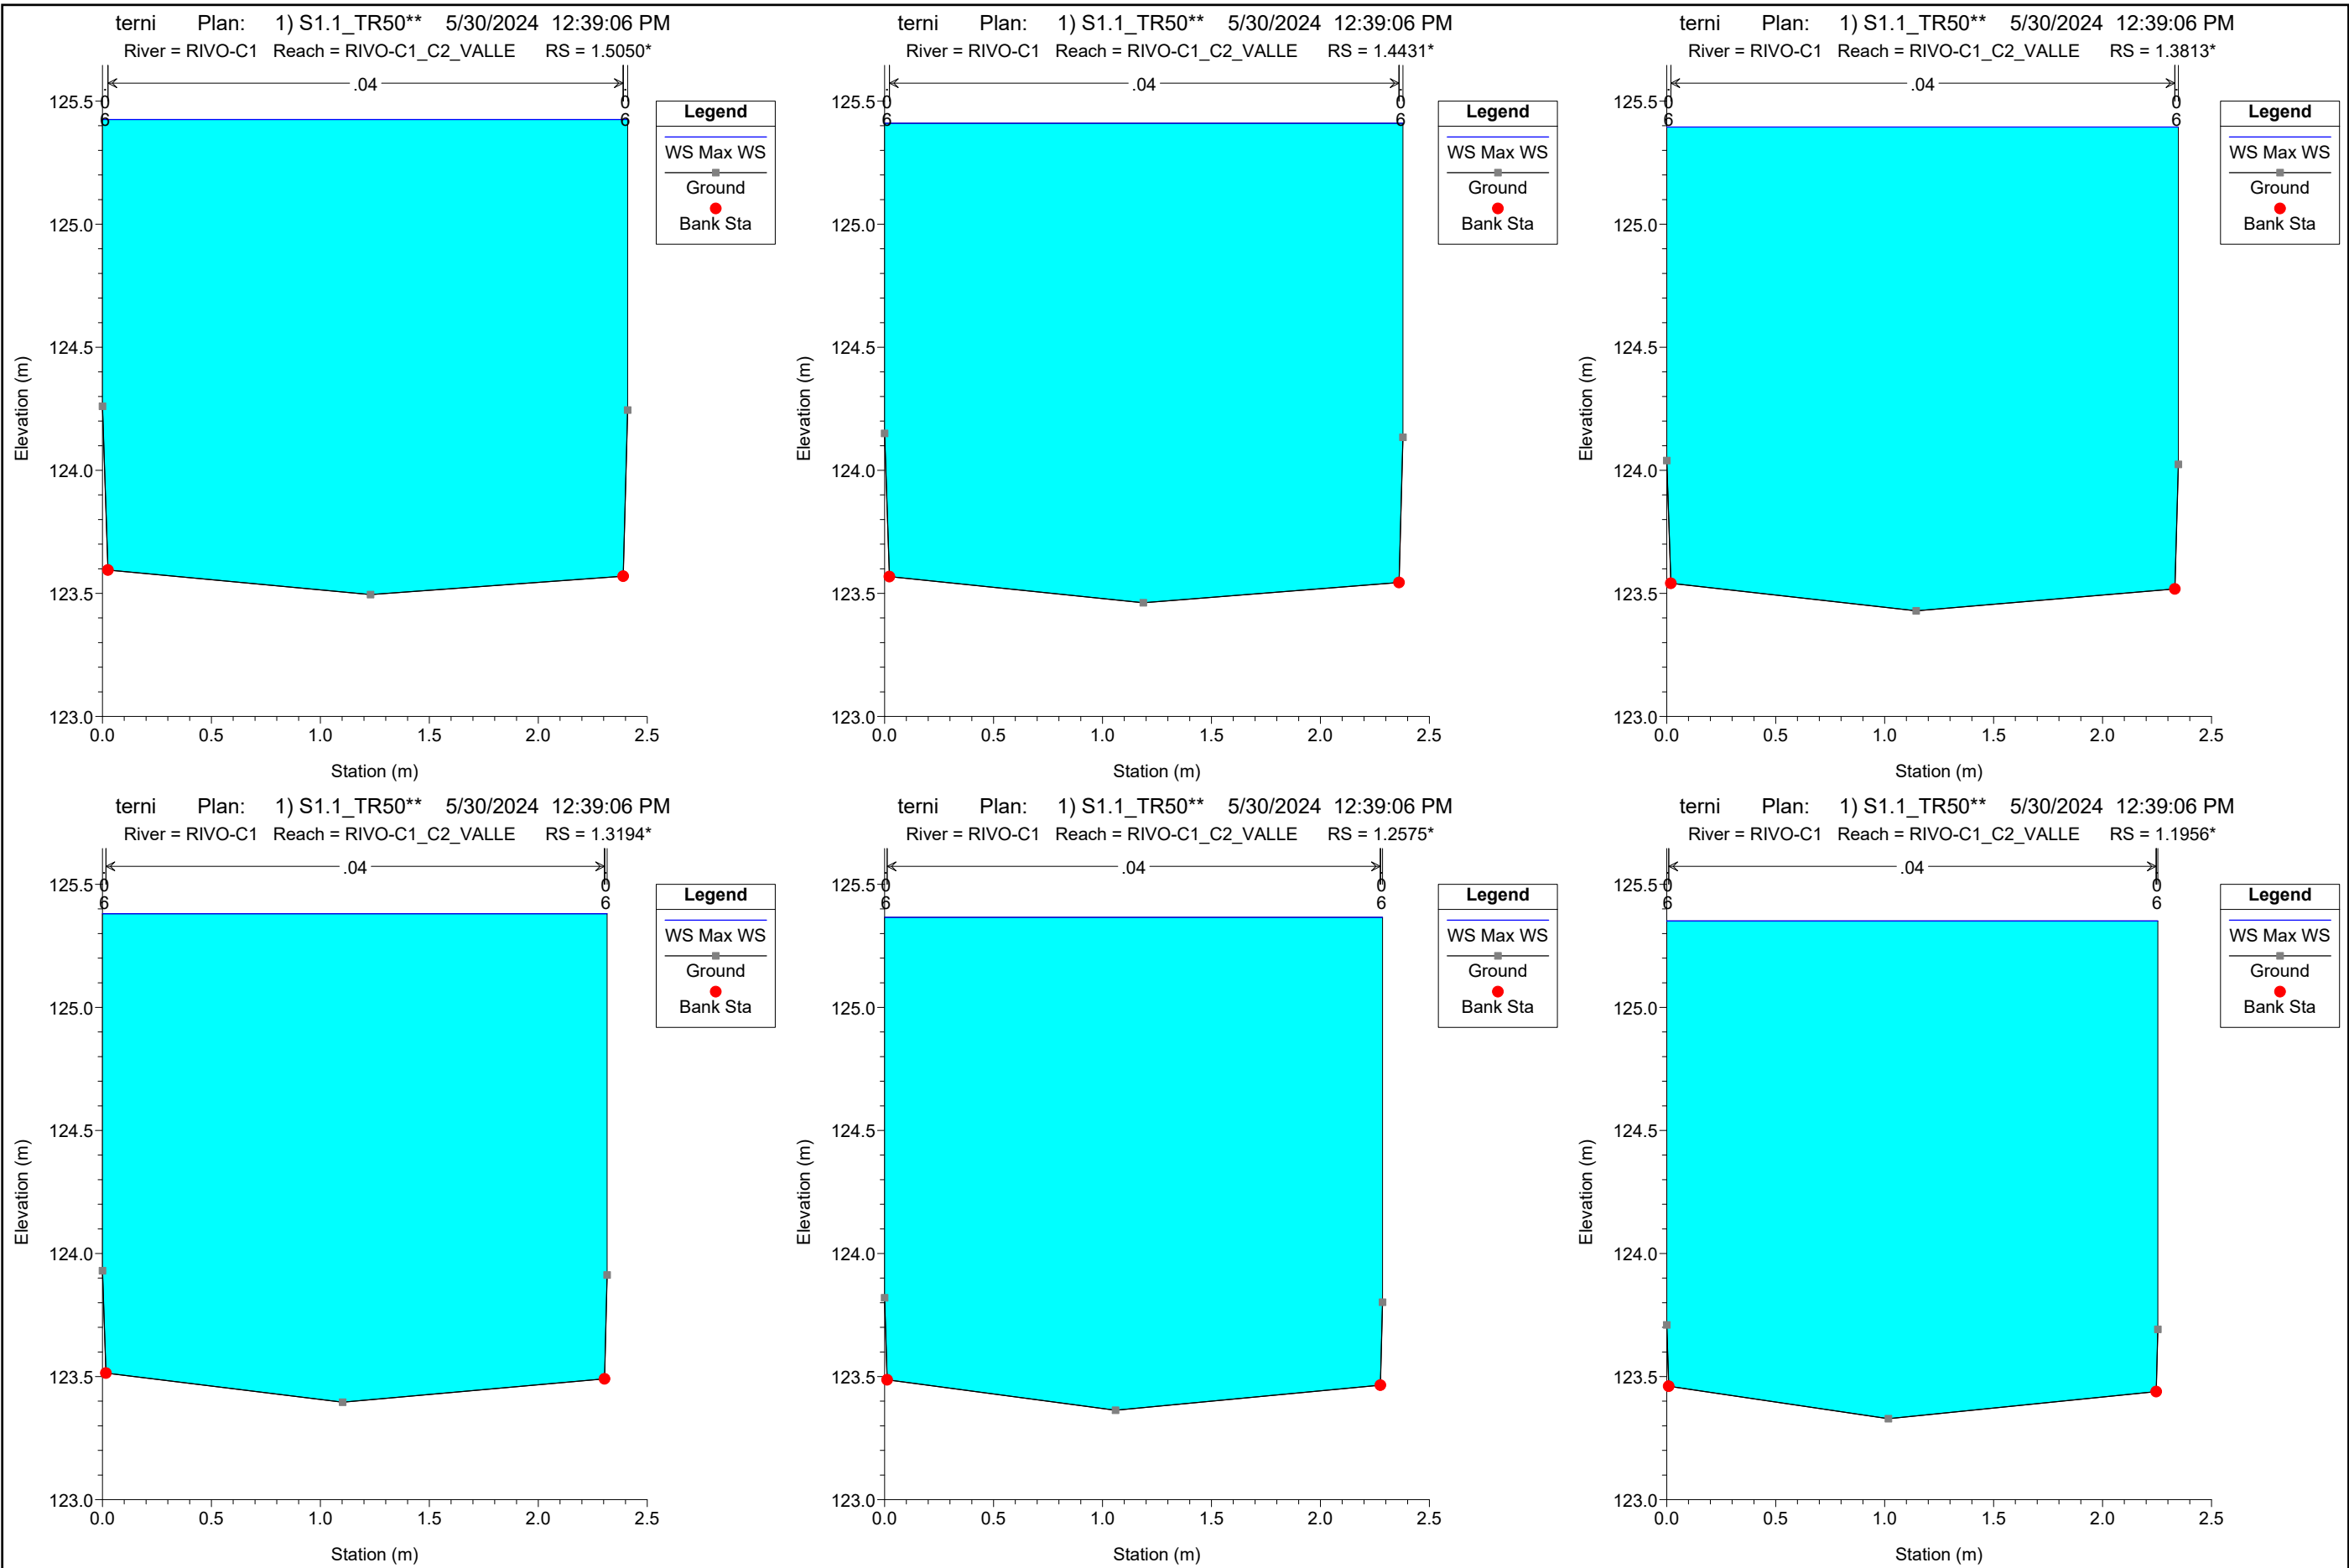 terni Plan: 1) S1.1_TR50** 5/30/2024 12:39:06 PM
River = RIVO-C1 Reach = RIVO-C1_C2_VALLE RS = 1.5050*
.04
.
0
6
.
0
6
125.5
125.0
124.5
124.0
123.5
123.0
0.0 0.5 1.0 1.5 2.0 2.5
Station (m)
Elevation (m)
Legend
WS Max WS
Ground
Bank Sta
terni Plan: 1) S1.1_TR50** 5/30/2024 12:39:06 PM
River = RIVO-C1 Reach = RIVO-C1_C2_VALLE RS = 1.4431*
.04
.
0
6
.
0
6
125.5
125.0
124.5
124.0
123.5
123.0
0.0 0.5 1.0 1.5 2.0 2.5
Station (m)
Elevation (m)
Legend
WS Max WS
Ground
Bank Sta
terni Plan: 1) S1.1_TR50** 5/30/2024 12:39:06 PM
River = RIVO-C1 Reach = RIVO-C1_C2_VALLE RS = 1.3813*
.04
.
0
6
.
0
6
125.5
125.0
124.5
124.0
123.5
123.0
0.0 0.5 1.0 1.5 2.0 2.5
Station (m)
Elevation (m)
Legend
WS Max WS
Ground
Bank Sta
terni Plan: 1) S1.1_TR50** 5/30/2024 12:39:06 PM
River = RIVO-C1 Reach = RIVO-C1_C2_VALLE RS = 1.3194*
.04
.
0
6
.
0
6
125.5
125.0
124.5
124.0
123.5
123.0
0.0 0.5 1.0 1.5 2.0 2.5
Station (m)
Elevation (m)
Legend
WS Max WS
Ground
Bank Sta
terni Plan: 1) S1.1_TR50** 5/30/2024 12:39:06 PM
River = RIVO-C1 Reach = RIVO-C1_C2_VALLE RS = 1.2575*
.04
.
0
6
.
0
6
125.5
125.0
124.5
124.0
123.5
123.0
0.0 0.5 1.0 1.5 2.0 2.5
Station (m)
Elevation (m)
Legend
WS Max WS
Ground
Bank Sta
terni Plan: 1) S1.1_TR50** 5/30/2024 12:39:06 PM
River = RIVO-C1 Reach = RIVO-C1_C2_VALLE RS = 1.1956*
.04
.
0
6
.
0
6
125.5
125.0
124.5
124.0
123.5
123.0
0.0 0.5 1.0 1.5 2.0 2.5
Station (m)
Elevation (m)
Legend
WS Max WS
Ground
Bank Sta